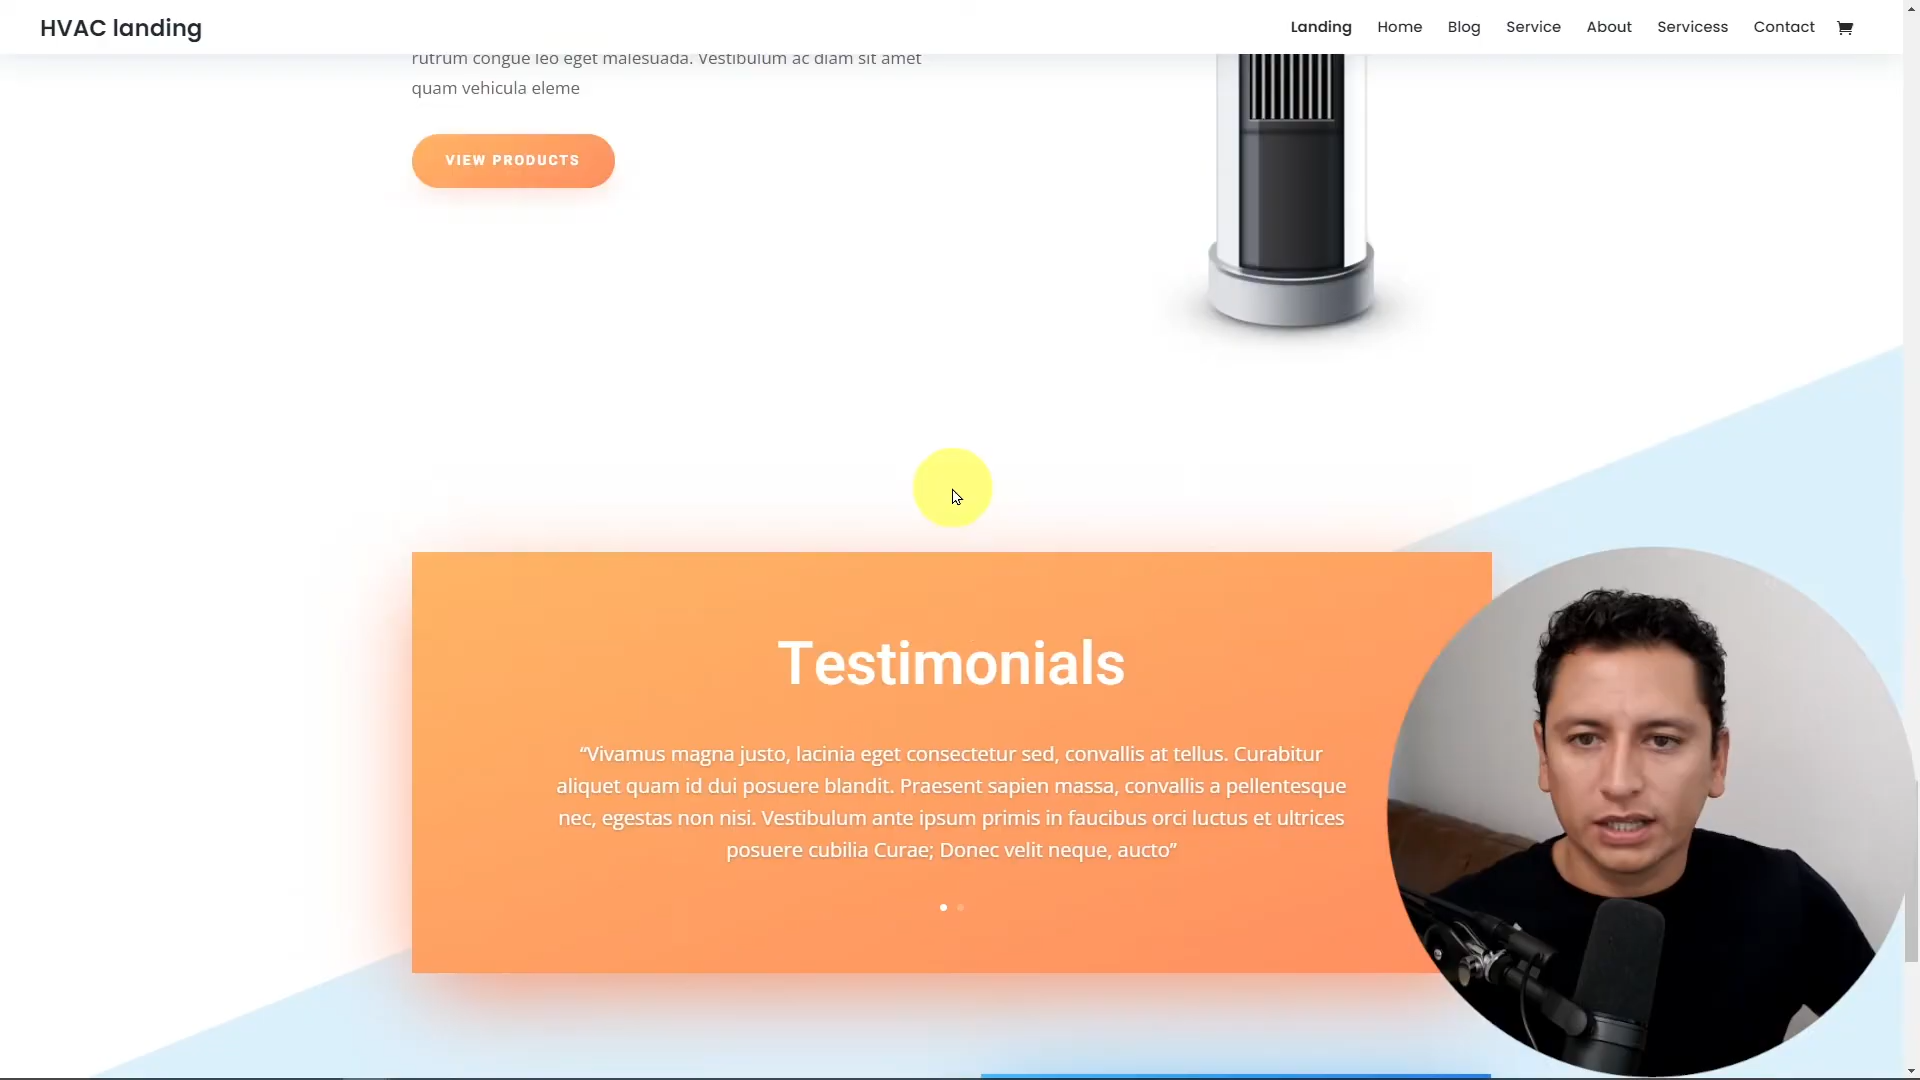 HVAC landing
Landing Home Blog Service About Servicess Contact
rutrum congue leo eget malesuada. Vestibulum ac diam sit amet
quam vehicula eleme
VIEW PRODUCTS
Testimonials
“Vivamus magna justo, lacinia eget consectetur sed, convallis at tellus. Curabitur
aliquet quam id dui posuere blandit. Praesent sapien massa, convallis a pellentesque
nec, egestas non nisi. Vestibulum ante ipsum primis in faucibus orci luctus et ultrices
posuere cubilia Curae; Donec velit neque, aucto”